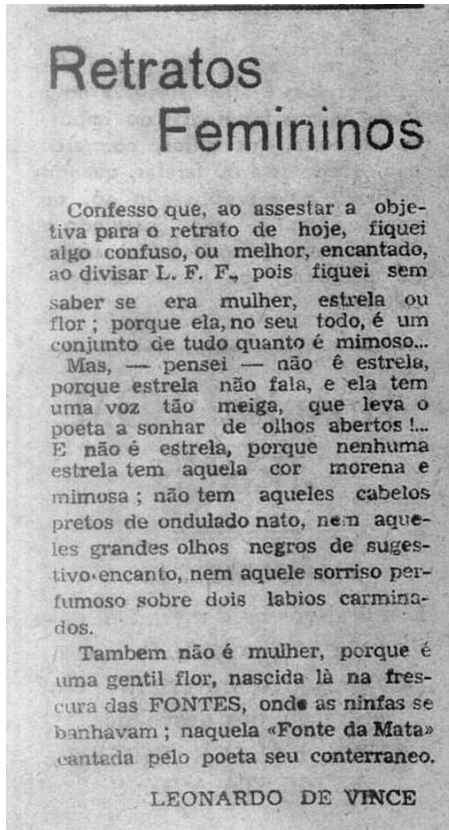 Retratos
Femininos
Confesso que, ao assestar a obje-
tiva para o retrato de hoje, fiquei
algo confuso, ou melhor, encantado,
ao divisar L. F. F., pois fiquei sem
saber se era mulher, estrela ou
flor ; porque ela, no seu todo, é um
conjunto de tudo quanto é mimoso...
Mas, — pensei — não ê estrela,
porque estrela não fala, e ela tem
uma voz tão meiga, que leva o
poeta a sonhar de olhos abertos !...
E não é estrela, porque nenhuma
estrela tem aquela cor morena e
mimosa ; não tem aqueles cabelos
pretos de ondulado nato, nem aque-
les grandes olhos negros de suges-
tivo encanto, nem aquele sorriso per-
fumoso sobre dois labios carmina-
dos.
Tambem não é mulher, porque é
uma gentil flor, nascida là na fres-
cura das FONTES, onde as ninfas se
banhavam ; naquela «Fonte da Mata»
cantada pelo poeta seu conterraneo.
LEONARDO DE VINCE